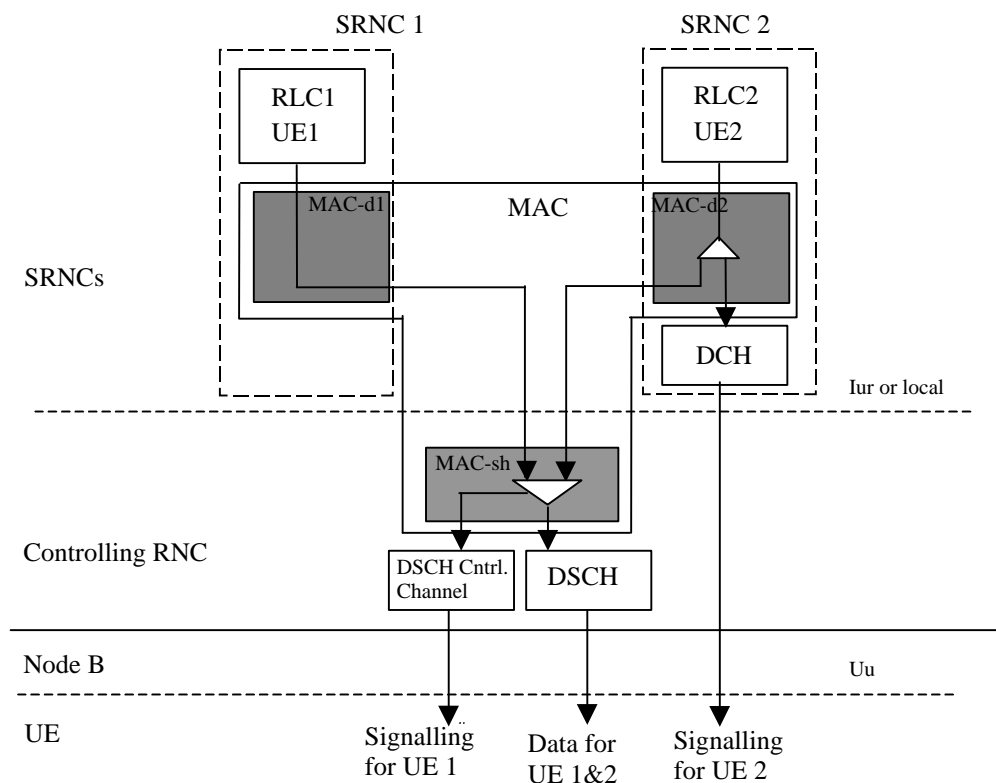 SRNC 1
SRNC 2
RLC1
UE1
RLC2
UE2
MAC-d1
MAC
MAC-d2
SRNCs
DCH
Iur or local
MAC-sh
Controlling RNC
DSCH Cntrl.
Channel
DSCH
Node B
Uu
UE
Signalling
for UE 1
Data for
UE 1&2
Signalling
for UE 2